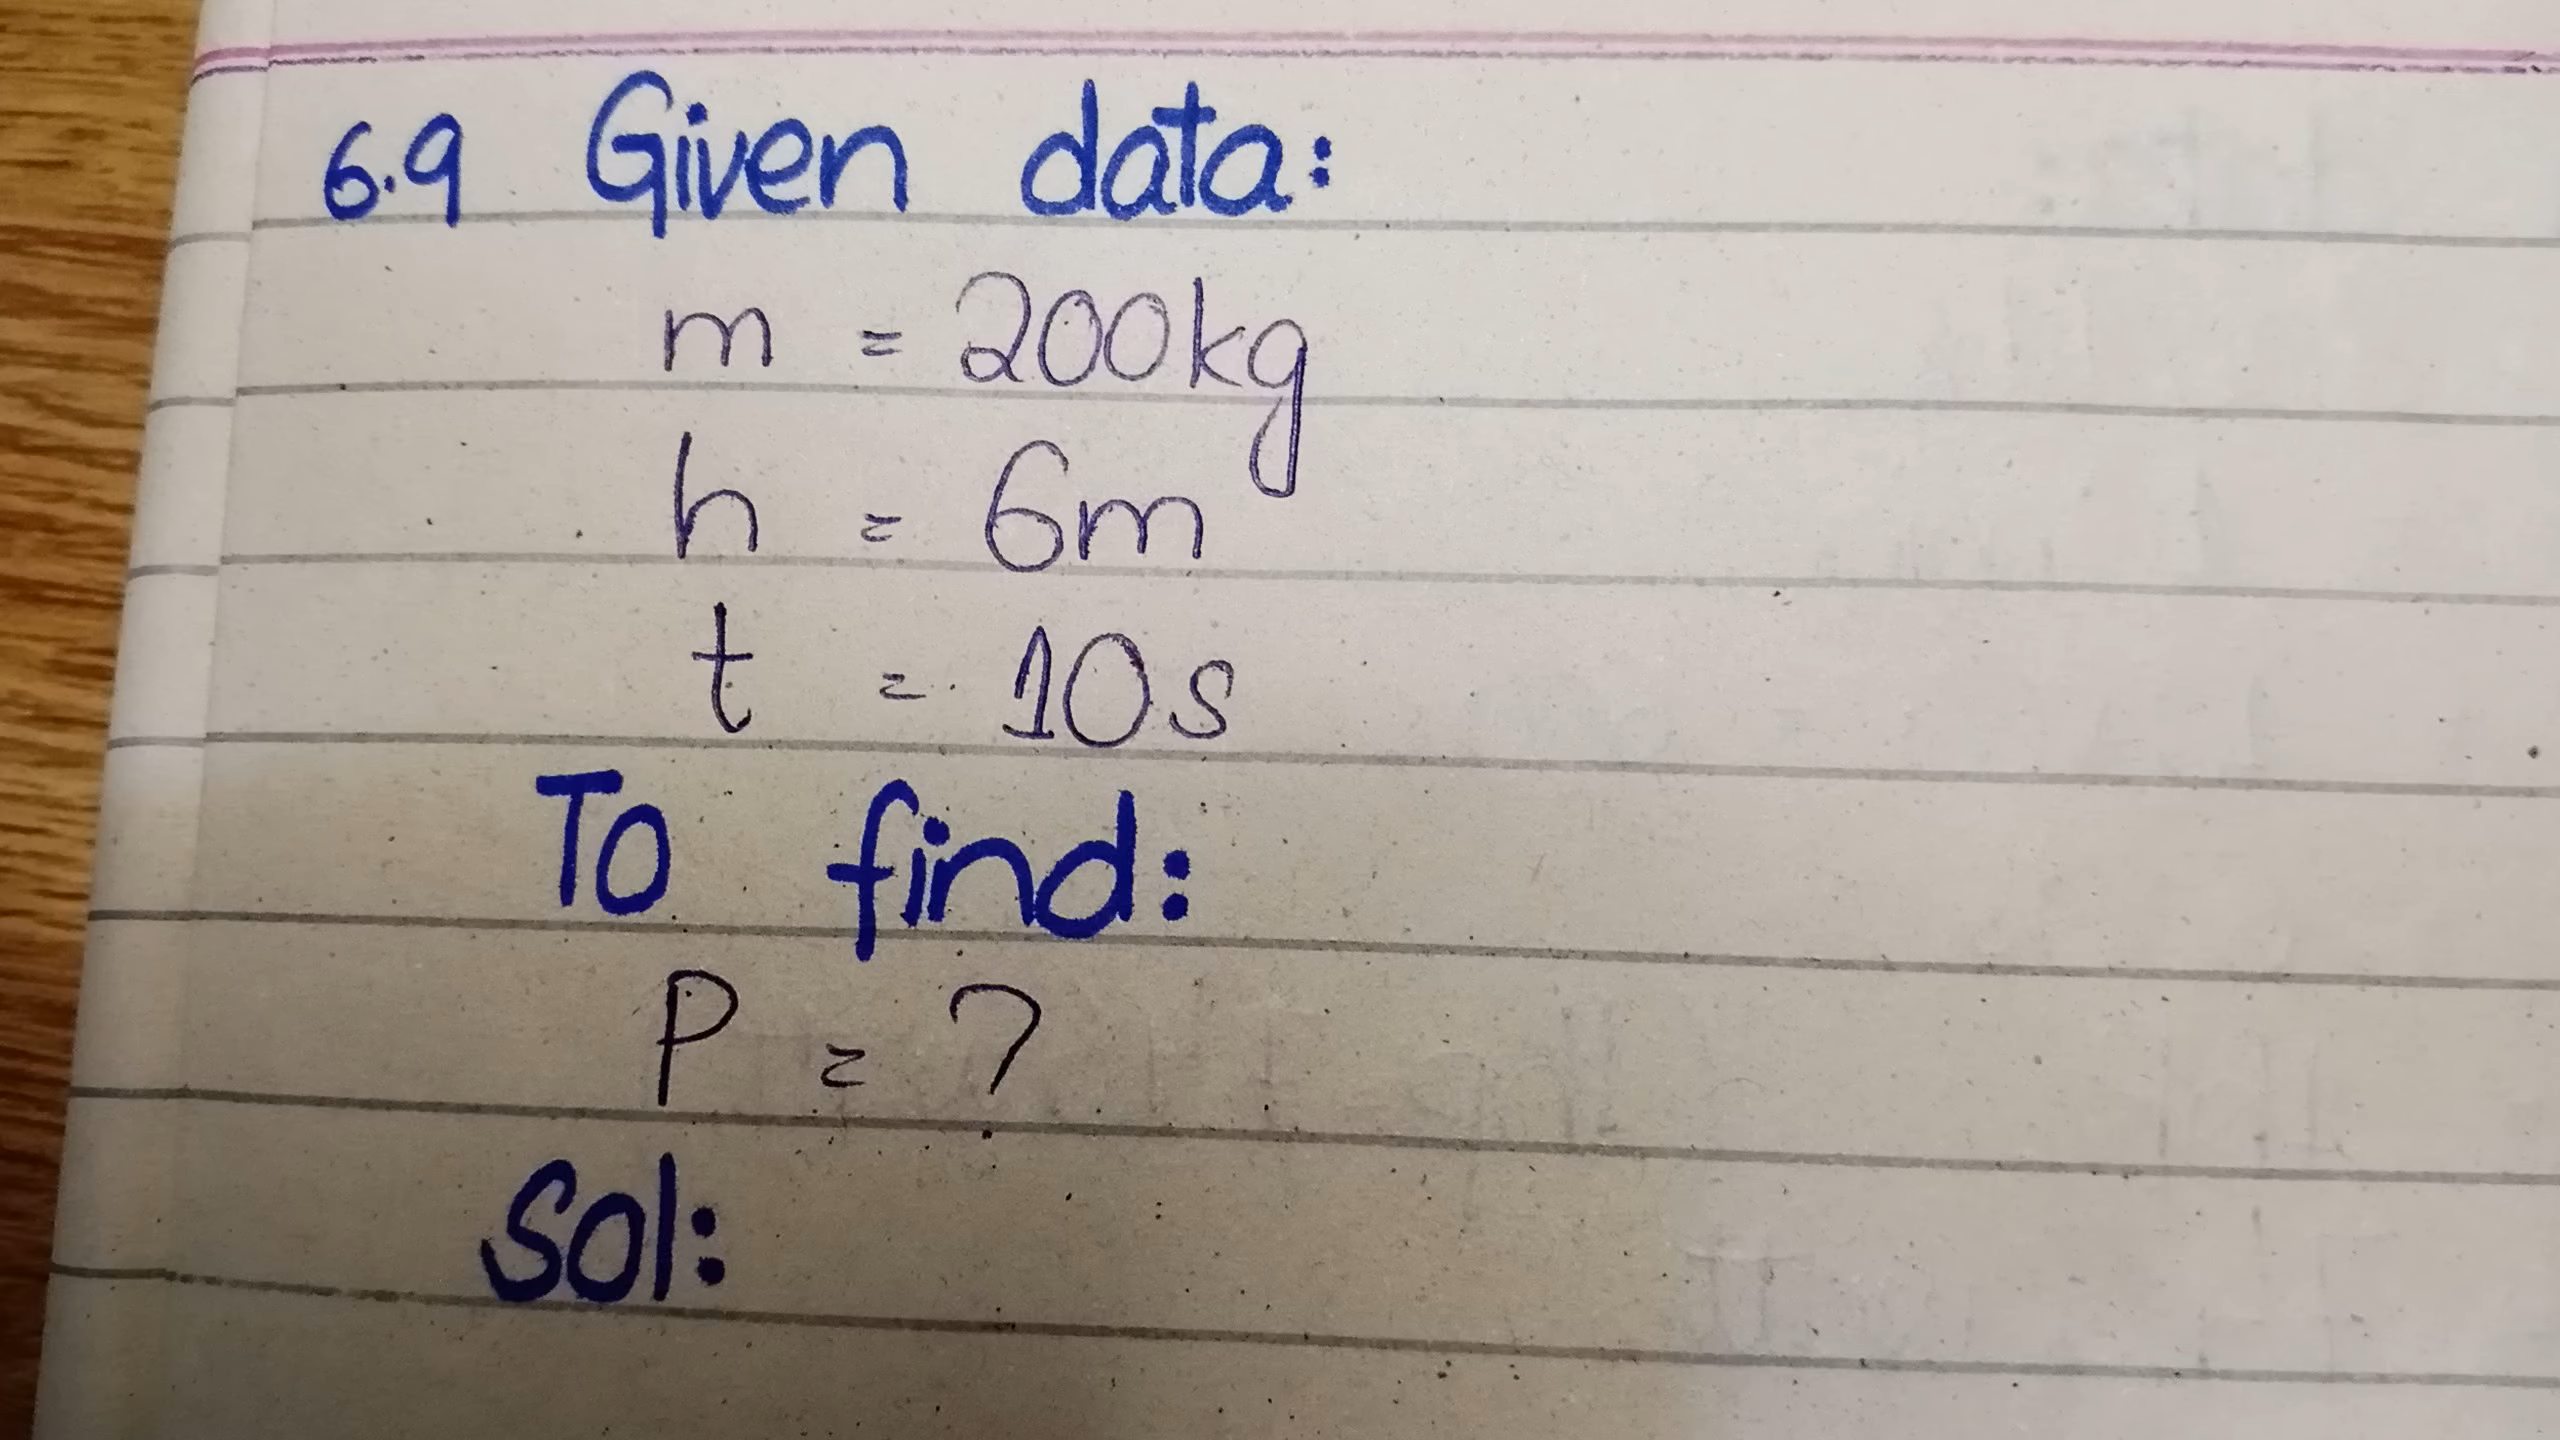 6.9 Given data:
m = 200kg
h = 6m
t = 10s
To find:
P = ?
Sol: